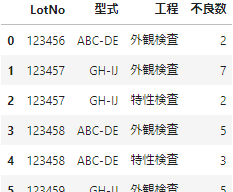 LotNo 型式 工程 不良数
0 123456 ABC-DE 外観検査 2
1 123457 GH-IJ 外観検査 7
2 123457 GH-IJ 特性検査 2
3 123458 ABC-DE 外観検査 5
4 123458 ABC-DE 特性検査 3
5 123459 GH-IJ 外観検査 5